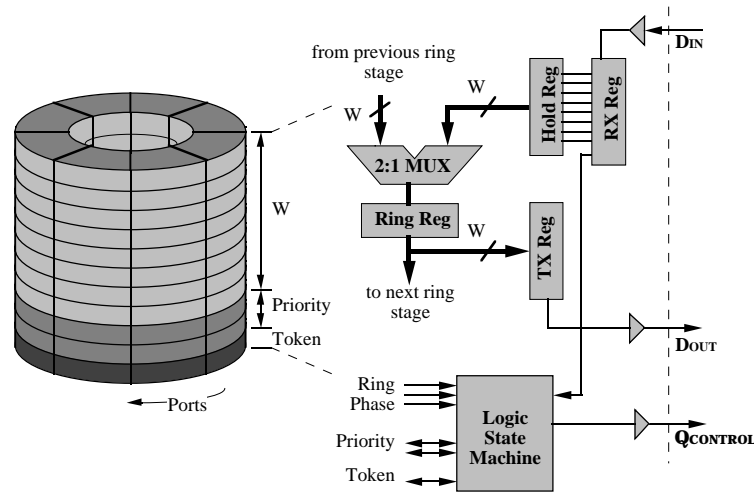 from previous ring
stage
W
W
Hold Reg
RX Reg
DIN
2:1 MUX
W
Ring Reg
W
TX Reg
Priority
to next ring
stage
Token
DOUT
Ports
Ring
Phase
Logic
State
Machine
Priority
Token
QCONTROL